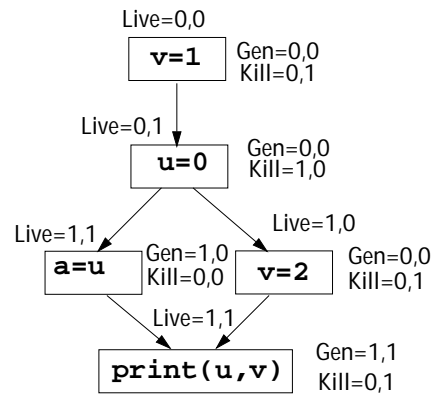 Live=0,0
v=1
Gen=0,0
Kill=0,1
Live=0,1
u=0
Gen=0,0
Kill=1,0
Live=1,1
Live=1,0
a=u
Gen=1,0
Kill=0,0
v=2
Gen=0,0
Kill=0,1
Live=1,1
print(u,v)
Gen=1,1
Kill=0,1